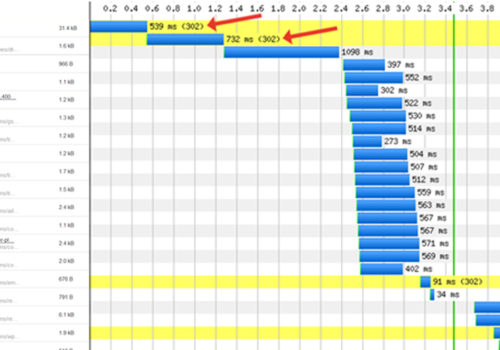 0.2 0.4 0.6 0.8 1.0 1.2 1.4 1.6 1.8 2.0 2.2 2.4 2.6 2.8 3.0 3.2 3.4 3.6 3.8
31.4 kB 539 ms (302)
1.6 kB 732 ms (302)
1098 ms
966 B 397 ms
1.1 kB 552 ms
400... 302 ms
1.2 kB 522 ms
1.3 kB 530 ms
1.2 kB 514 ms
273 ms
1.2 kB 504 ms
1.7 kB 507 ms
512 ms
1.5 kB 559 ms
2.4 kB 563 ms
567 ms
1.1 kB 567 ms
2.4 kB 571 ms
2.0 kB 569 ms
402 ms
678 B 91 ms (302)
791 B 34 ms
6.1 kB
1.9 kB